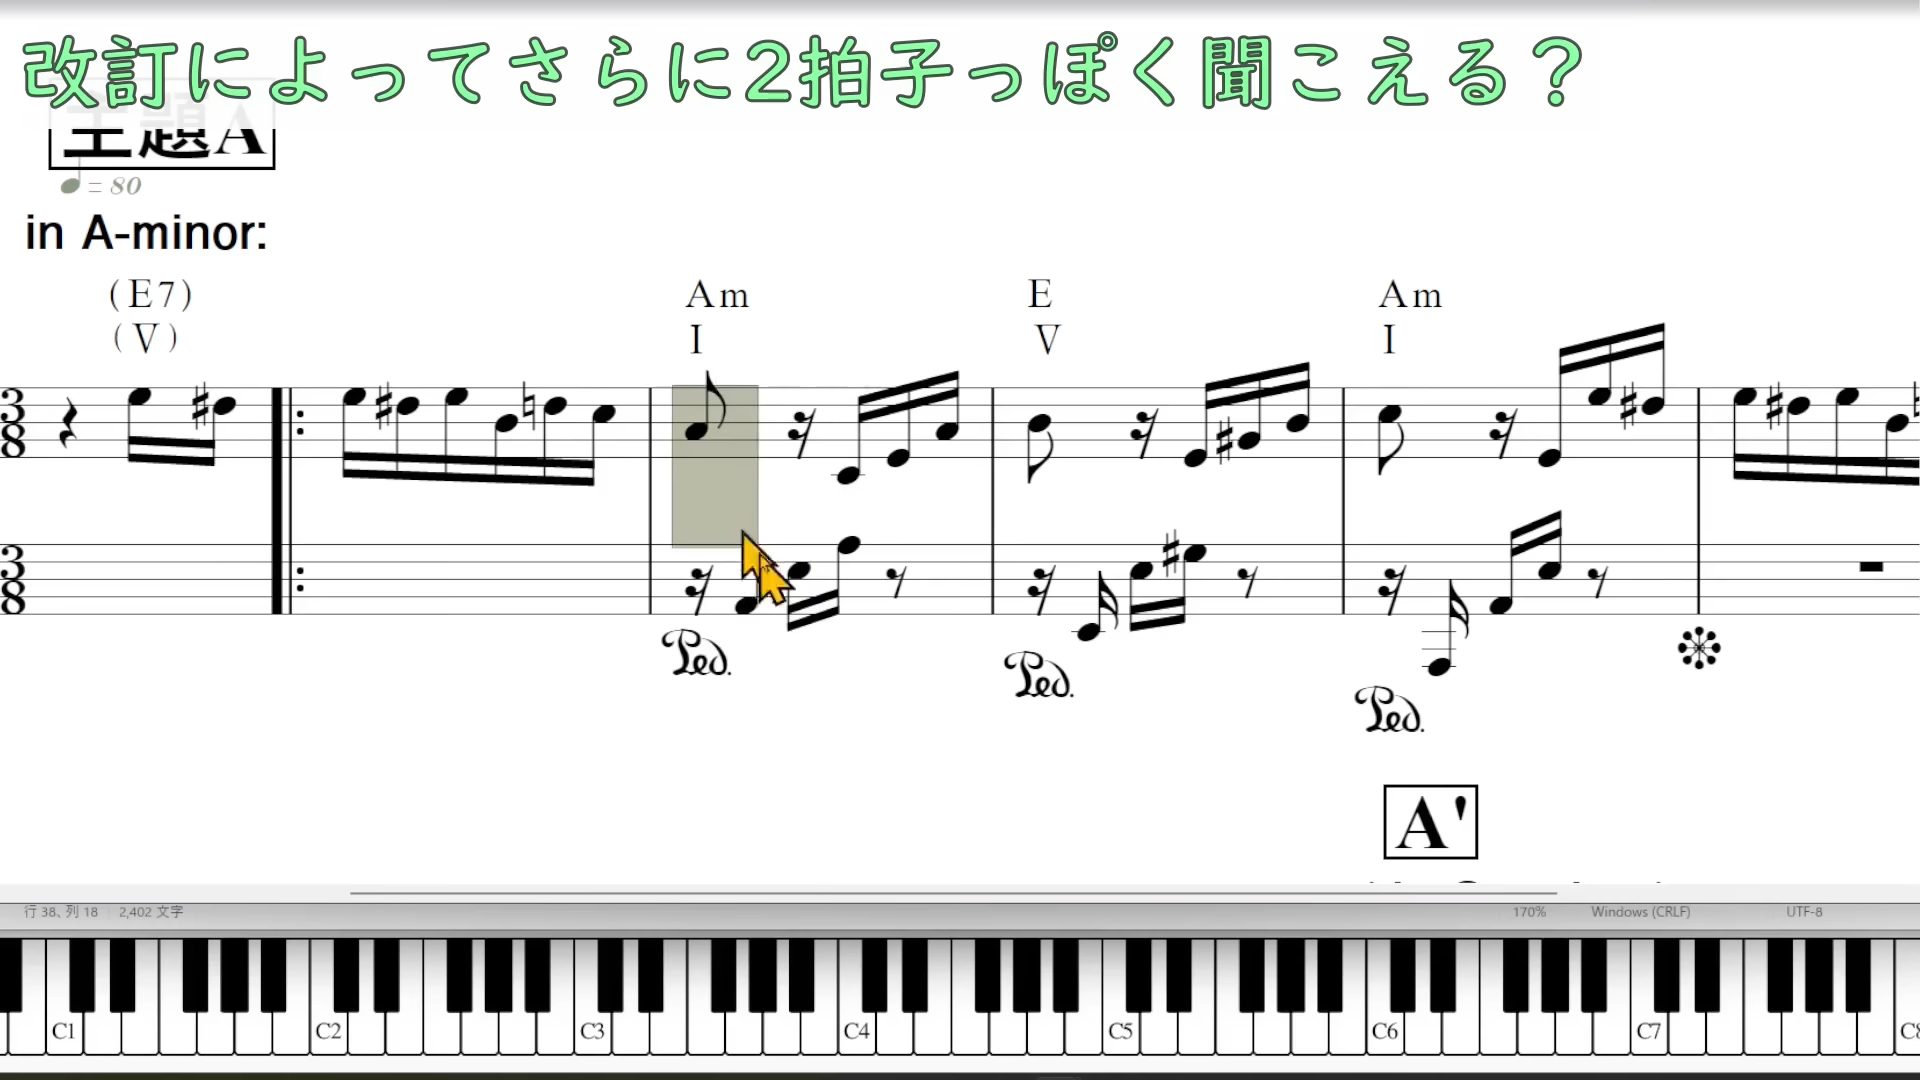 改訂によってさらに2拍子っぽく聞こえる？
主題A
= 80
in A-minor:
(E7) Am E Am
(V) I V I
3 8
3 8
Ped. Ped. Ped.
A'
行 38、列 18 2,402 文字 170% Windows (CRLF) UTF-8
C1 C2 C3 C4 C5 C6 C7 C8